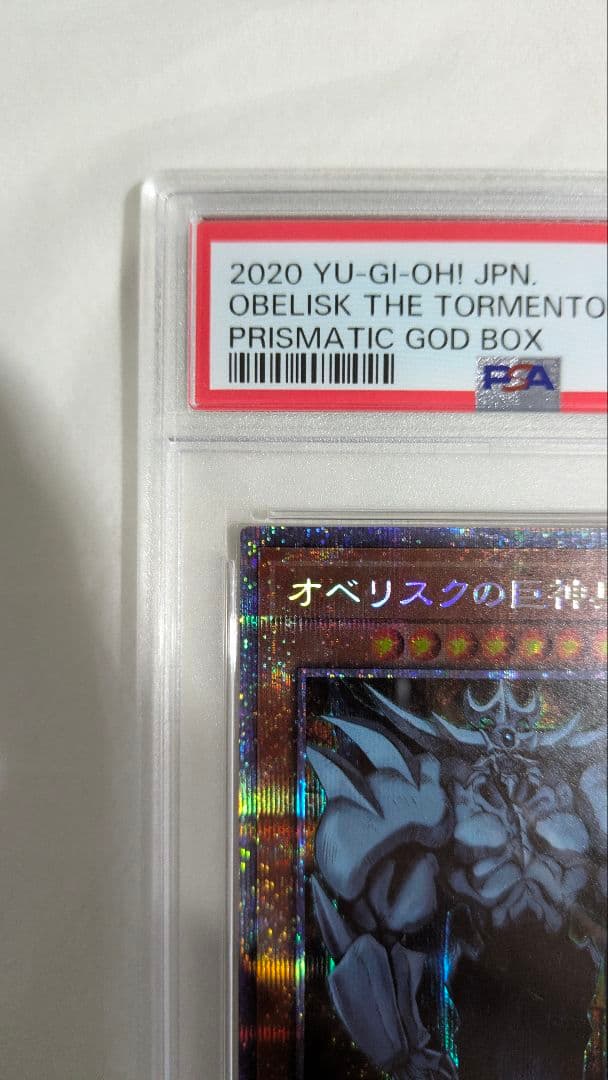 2020 YU-GI-OH! JPN.
OBELISK THE TORMENTO
PRISMATIC GOD BOX
PSA
オベリスクの巨神